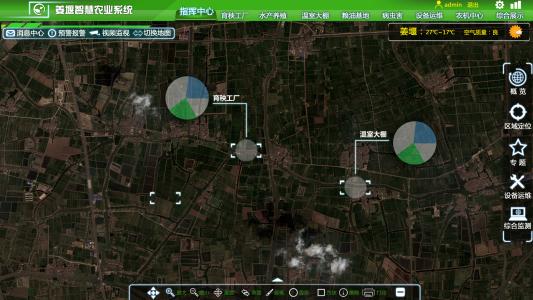 姜堰智慧农业系统
admin 退出
指挥中心 育秧工厂 水产养殖 温室大棚 粮油基地 病虫害 设备运维 农机中心 综合展示
消息中心 预警报警 视频监视 切换地图
姜堰：27℃~17℃ 空气质量：良
育秧工厂
温室大棚
概览
区域定位
专题
设备运维
综合监测